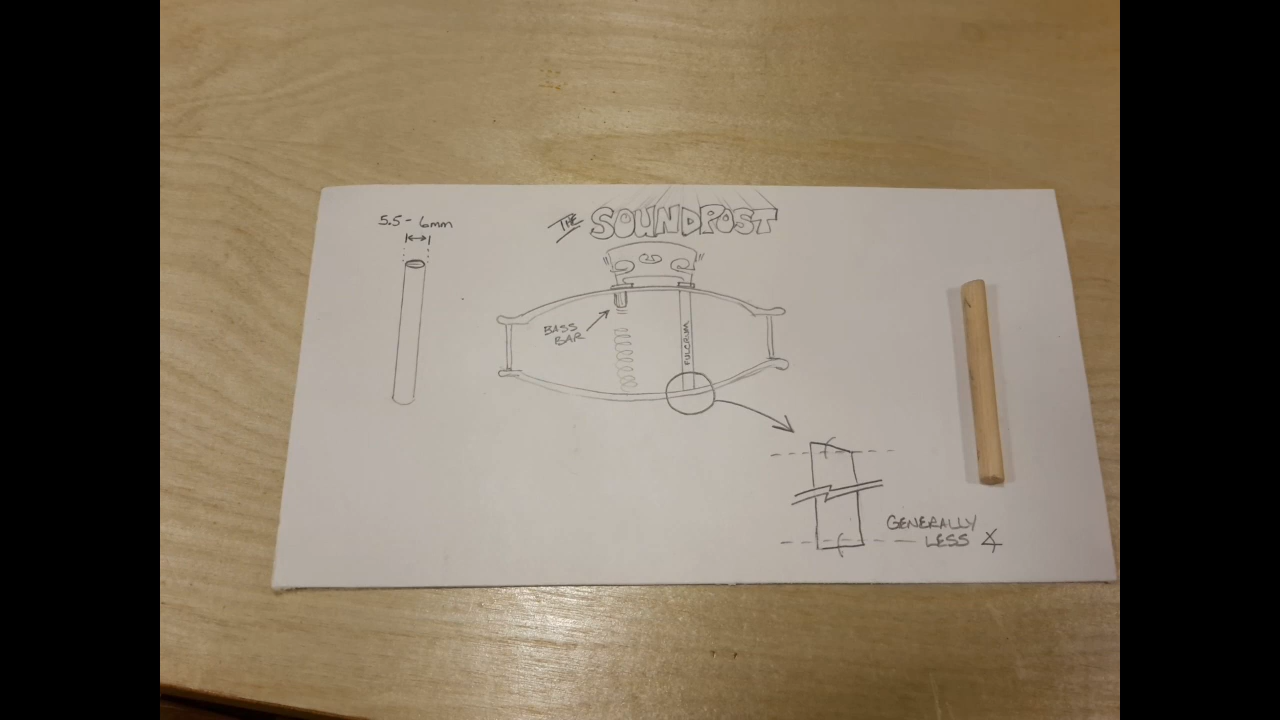 5.5 - 6mm
THE SOUNDPOST
BASS
BAR
FULCRUM
GENERALLY
LESS ∡